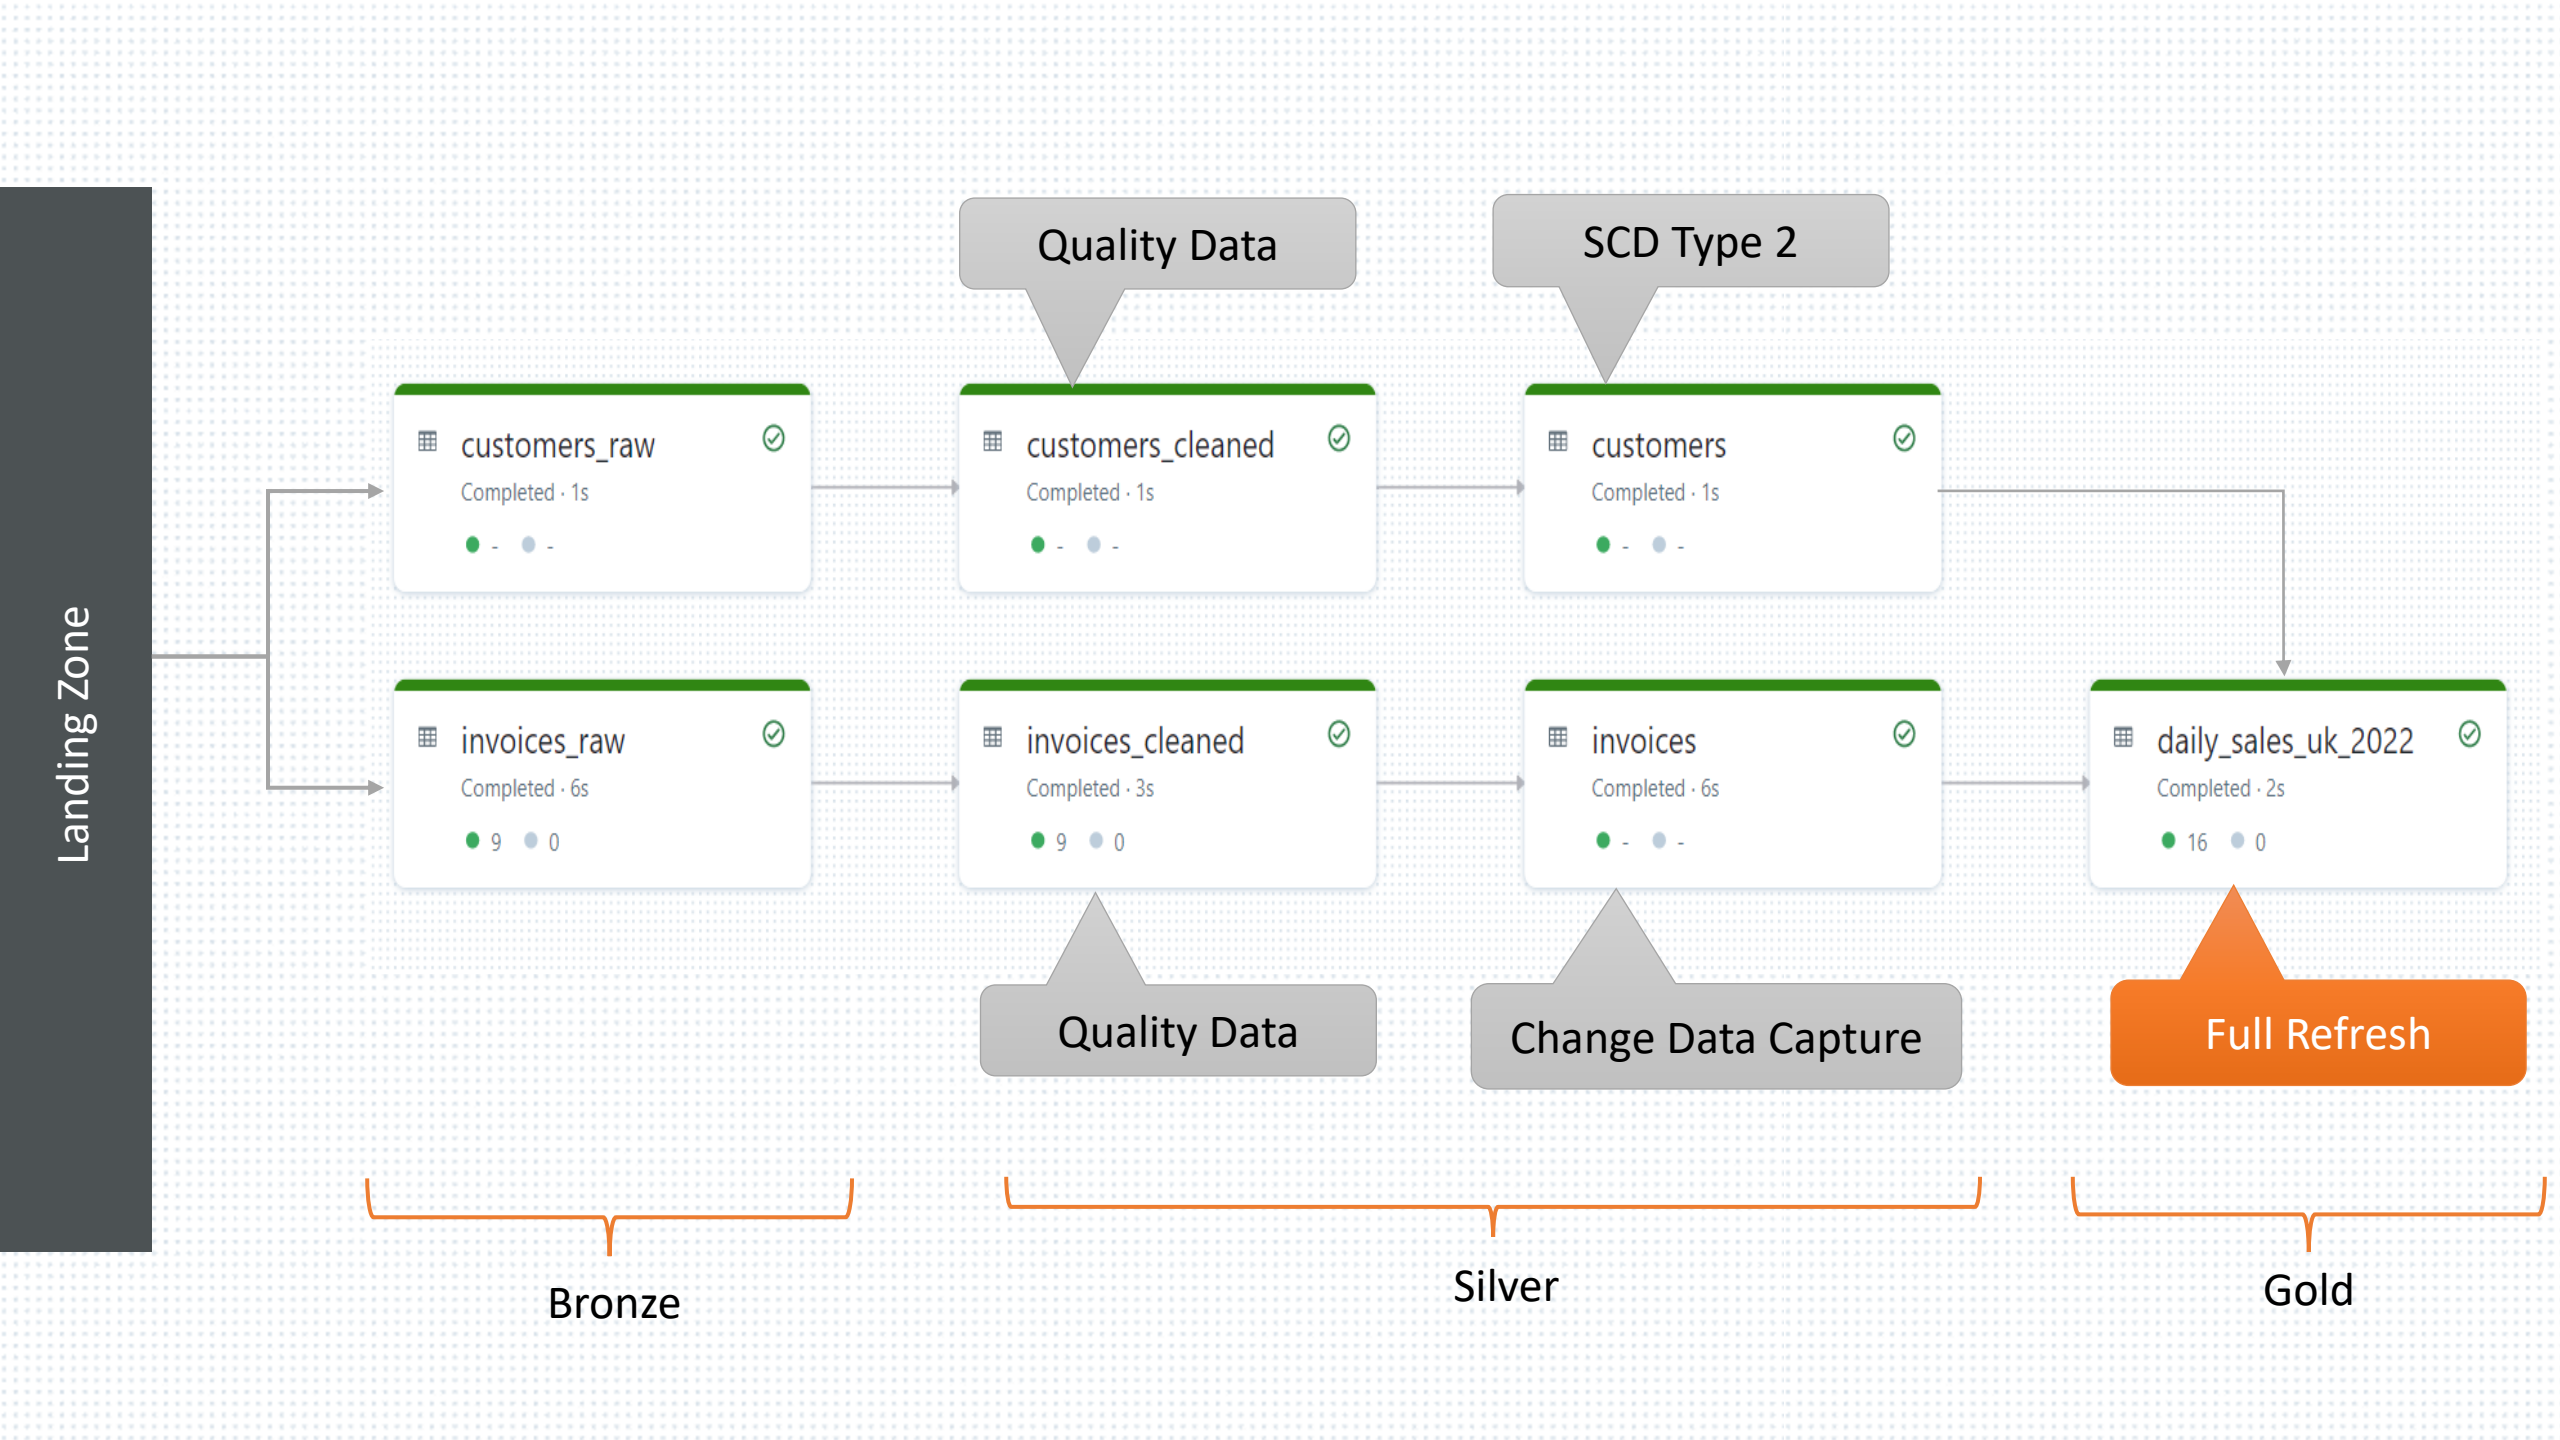 Landing Zone
Quality Data
SCD Type 2
customers_raw
Completed · 1s
- -
customers_cleaned
Completed · 1s
- -
customers
Completed · 1s
- -
invoices_raw
Completed · 6s
9 0
invoices_cleaned
Completed · 3s
9 0
invoices
Completed · 6s
- -
daily_sales_uk_2022
Completed · 2s
16 0
Quality Data
Change Data Capture
Full Refresh
Bronze
Silver
Gold